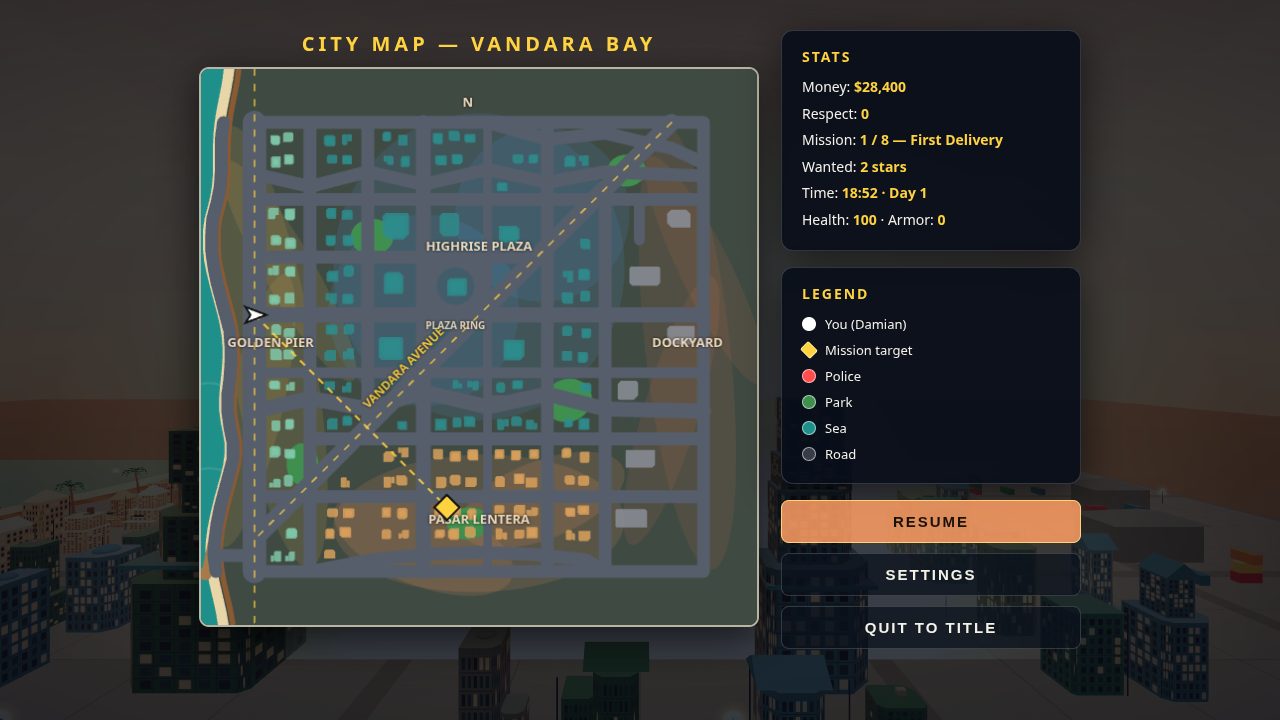 CITY MAP — VANDARA BAY
N
HIGHRISE PLAZA
PLAZA RING
GOLDEN PIER
DOCKYARD
VANDARA AVENUE
PASAR LENTERA
STATS
Money: $28,400
Respect: 0
Mission: 1 / 8 — First Delivery
Wanted: 2 stars
Time: 18:52 · Day 1
Health: 100 · Armor: 0
LEGEND
You (Damian)
Mission target
Police
Park
Sea
Road
RESUME
SETTINGS
QUIT TO TITLE